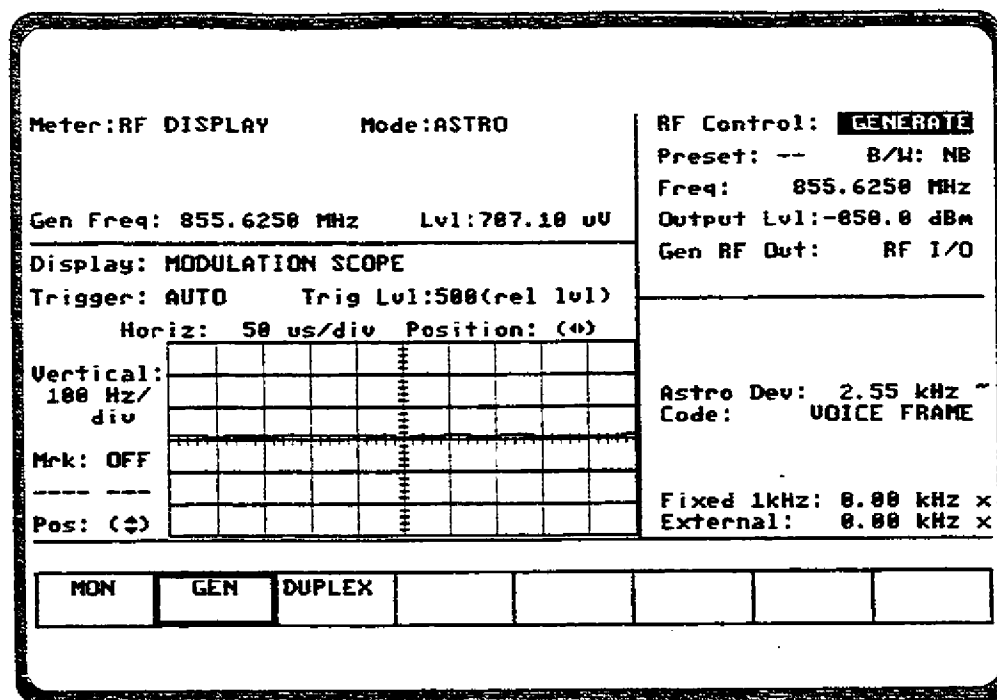 Meter:RF DISPLAY Mode:ASTRO
Gen Freq: 855.6250 MHz Lvl:707.10 uV
RF Control: GENERATE
Preset: -- B/W: NB
Freq: 855.6250 MHz
Output Lvl:-050.0 dBm
Gen RF Out: RF I/O
Display: MODULATION SCOPE
Trigger: AUTO Trig Lvl:500(rel lvl)
Horiz: 50 us/div Position: (↔)
Vertical:
100 Hz/
div
Mrk: OFF
---- ---
Pos: (↕)
Astro Dev: 2.55 kHz ~
Code: VOICE FRAME
Fixed 1kHz: 0.00 kHz x
External: 0.00 kHz x
MON GEN DUPLEX